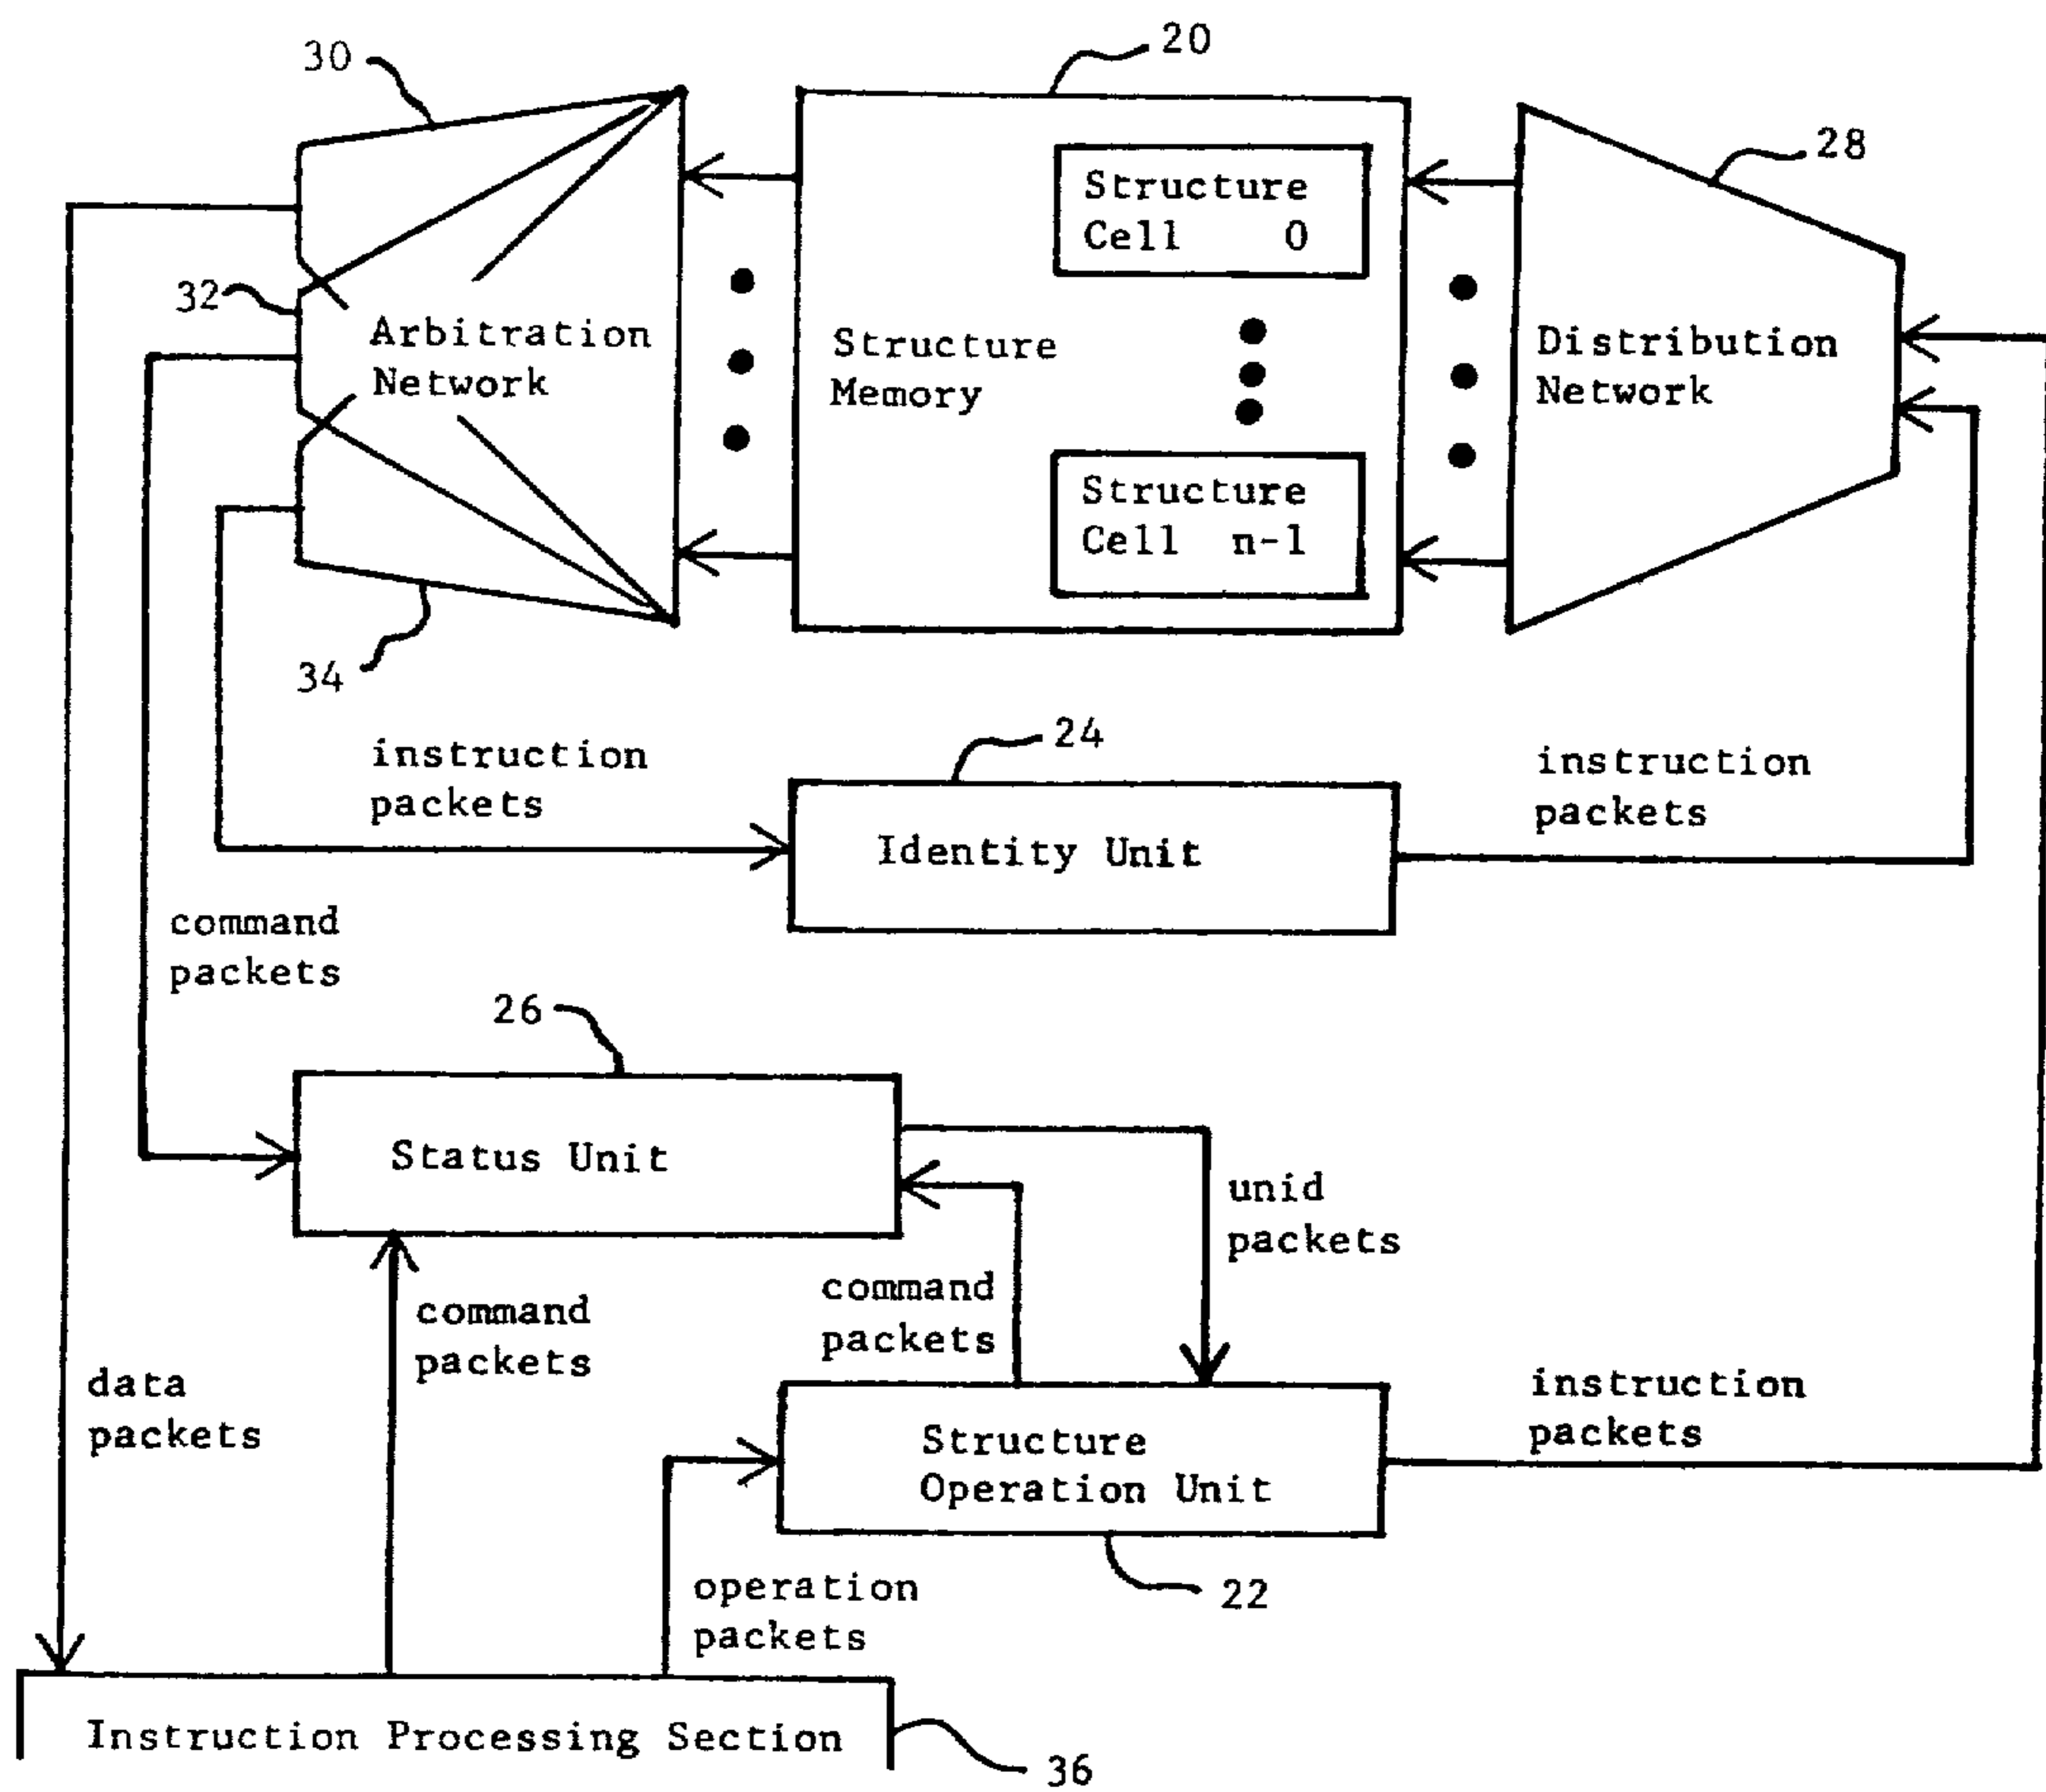 30
20
28
Structure
Cell 0
32
Arbitration
Network
Structure
Memory
Distribution
Network
Structure
Cell n-1
34
24
instruction
packets
Identity Unit
instruction
packets
command
packets
26
Status Unit
unid
packets
command
packets
command
packets
data
packets
Structure
Operation Unit
instruction
packets
operation
packets
22
Instruction Processing Section
36